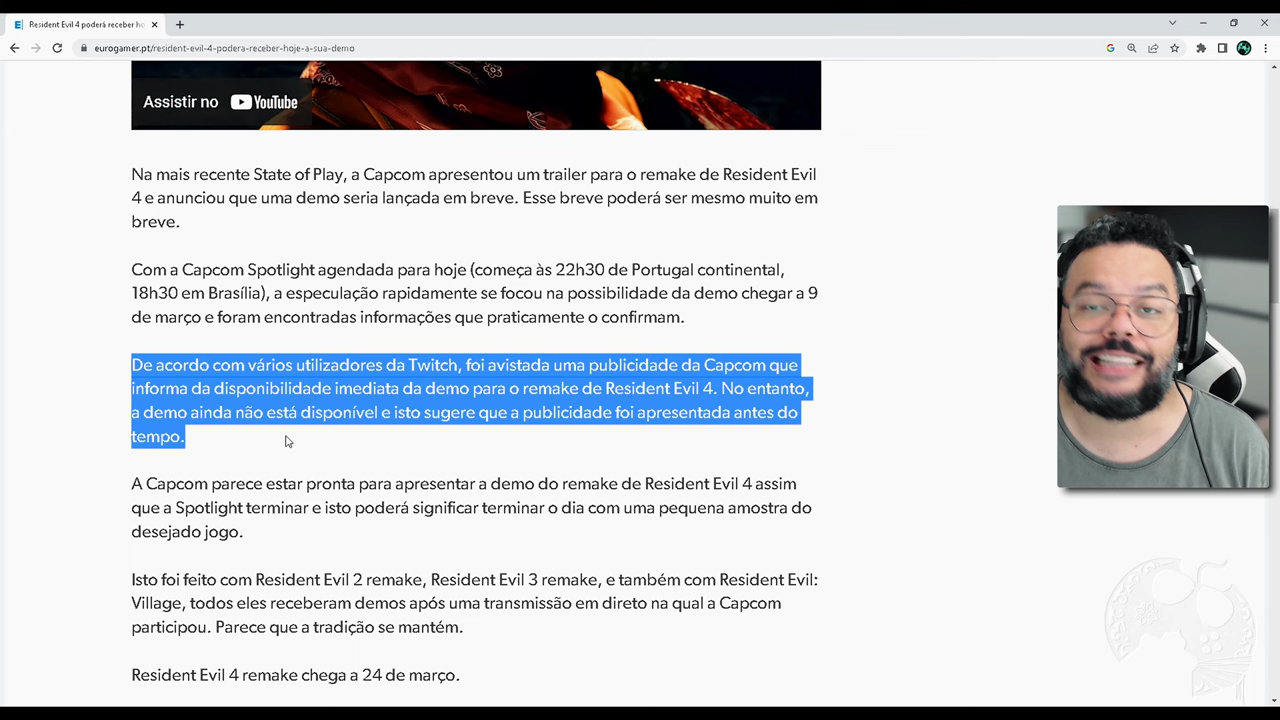 Resident Evil 4 poderá receber ho
eurogamer.pt/resident-evil-4-podera-receber-hoje-a-sua-demo
Assistir no YouTube
Na mais recente State of Play, a Capcom apresentou um trailer para o remake de Resident Evil
4 e anunciou que uma demo seria lançada em breve. Esse breve poderá ser mesmo muito em
breve.
Com a Capcom Spotlight agendada para hoje (começa às 22h30 de Portugal continental,
18h30 em Brasília), a especulação rapidamente se focou na possibilidade da demo chegar a 9
de março e foram encontradas informações que praticamente o confirmam.
De acordo com vários utilizadores da Twitch, foi avistada uma publicidade da Capcom que
informa da disponibilidade imediata da demo para o remake de Resident Evil 4. No entanto,
a demo ainda não está disponível e isto sugere que a publicidade foi apresentada antes do
tempo.
A Capcom parece estar pronta para apresentar a demo do remake de Resident Evil 4 assim
que a Spotlight terminar e isto poderá significar terminar o dia com uma pequena amostra do
desejado jogo.
Isto foi feito com Resident Evil 2 remake, Resident Evil 3 remake, e também com Resident Evil:
Village, todos eles receberam demos após uma transmissão em direto na qual a Capcom
participou. Parece que a tradição se mantém.
Resident Evil 4 remake chega a 24 de março.